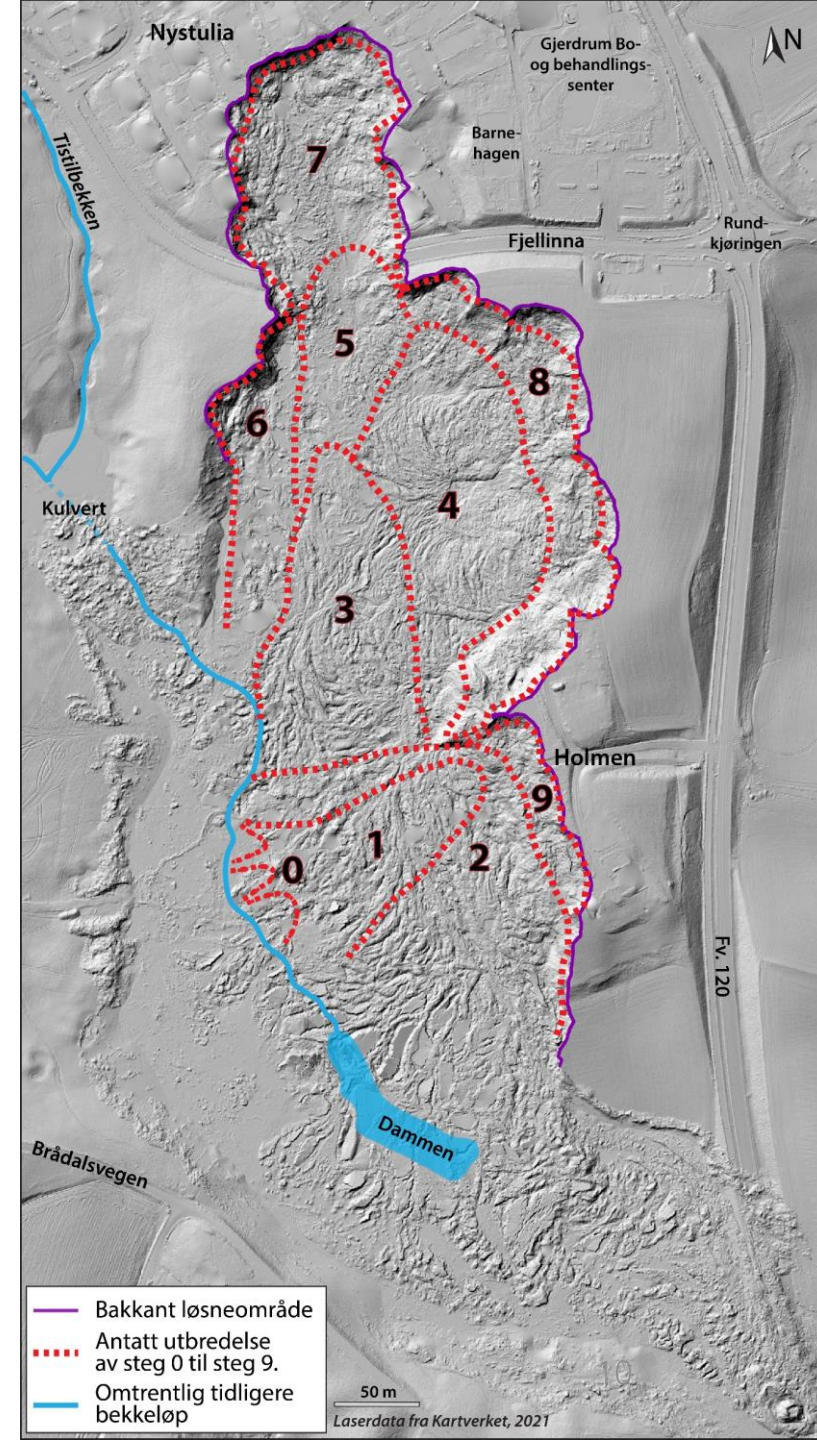 Nystulia
Gjerdrum Bo-
og behandlings-
senter
N
Tistilbekken
Barne-
hagen
7
Fjellinna
Rund-
kjøringen
5
8
6
4
Kulvert
3
Holmen
9
1
2
0
Fv. 120
Dammen
Brådalsvegen
10
Bakkant løsneområde
Antatt utbredelse
av steg 0 til steg 9.
Omtrentlig tidligere
bekkeløp
50 m
Laserdata fra Kartverket, 2021